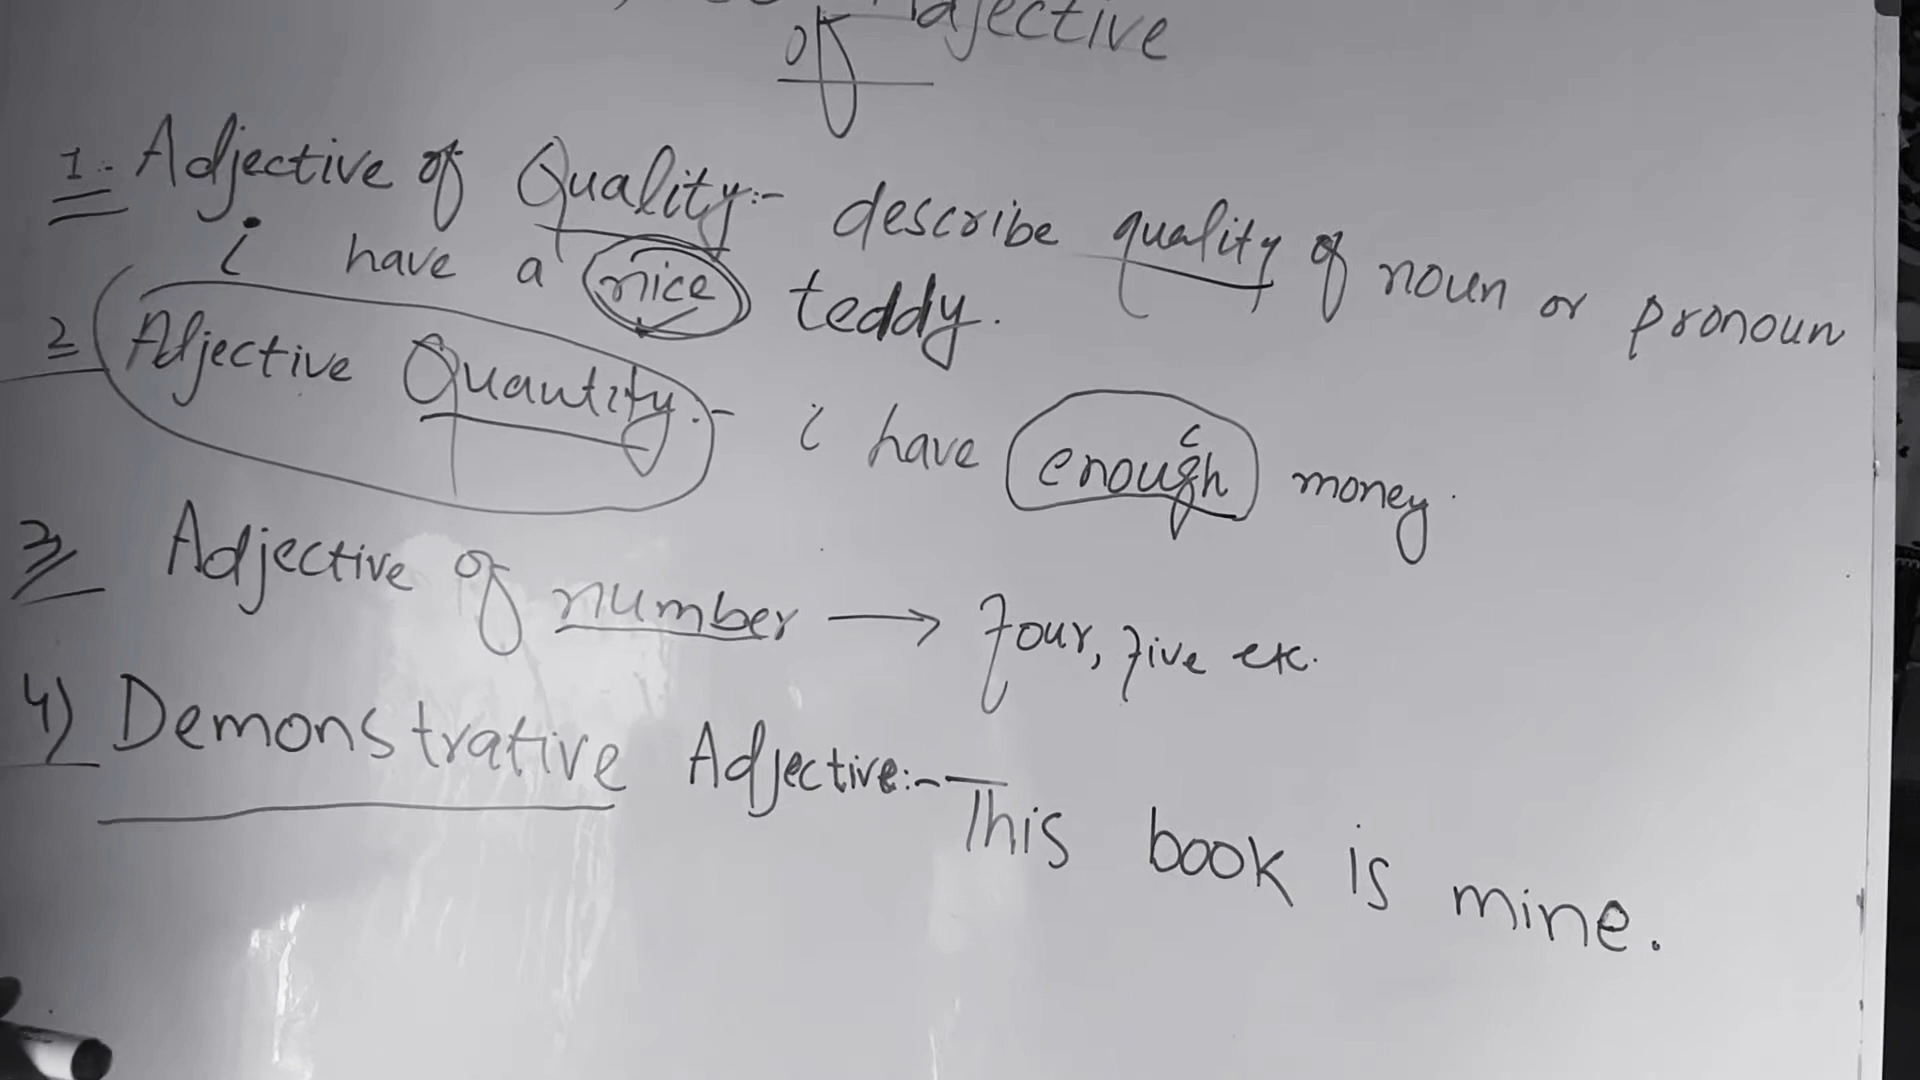 of Adjective
1:- Adjective of Quality:- describe quality of noun or pronoun
i have a nice teddy.
2 Adjective Quantity:- i have enough money.
3 Adjective of number → four, five etc.
4) Demonstrative Adjective:- This book is mine.